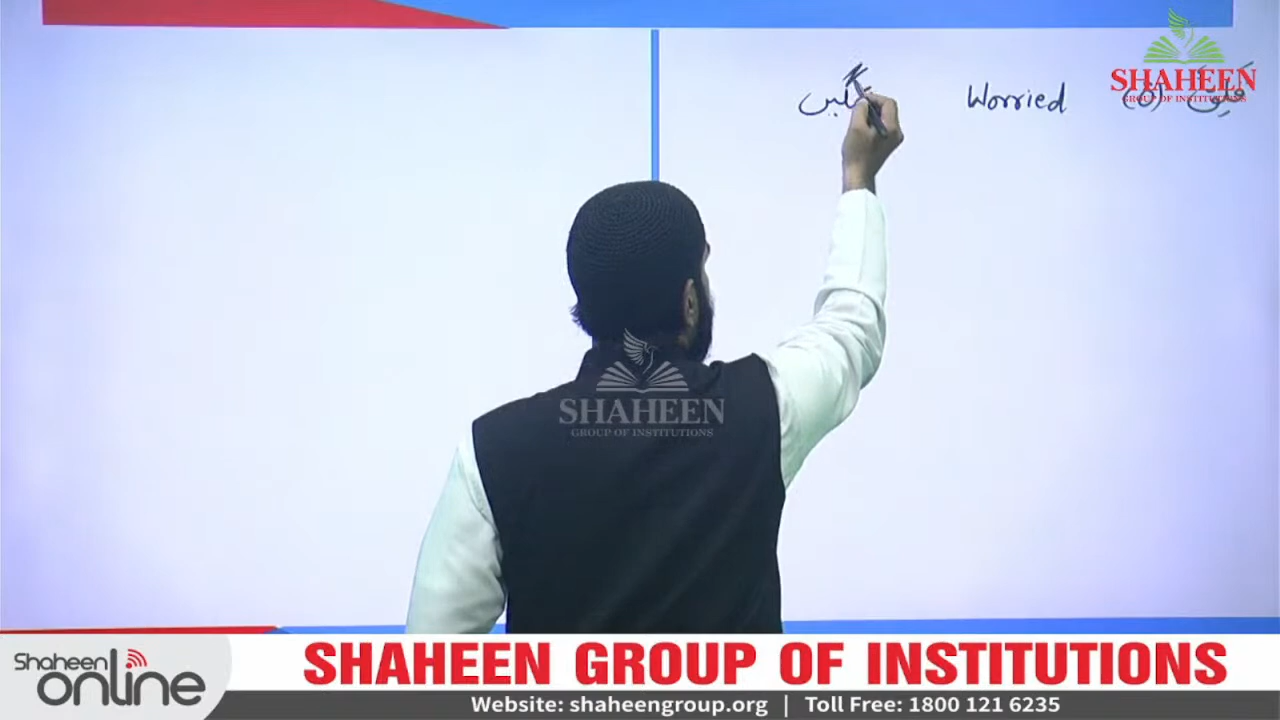 SHAHEEN
GROUP OF INSTITUTIONS
Worried
SHAHEEN
GROUP OF INSTITUTIONS
Shaheen online
SHAHEEN GROUP OF INSTITUTIONS
Website: shaheengroup.org | Toll Free: 1800 121 6235